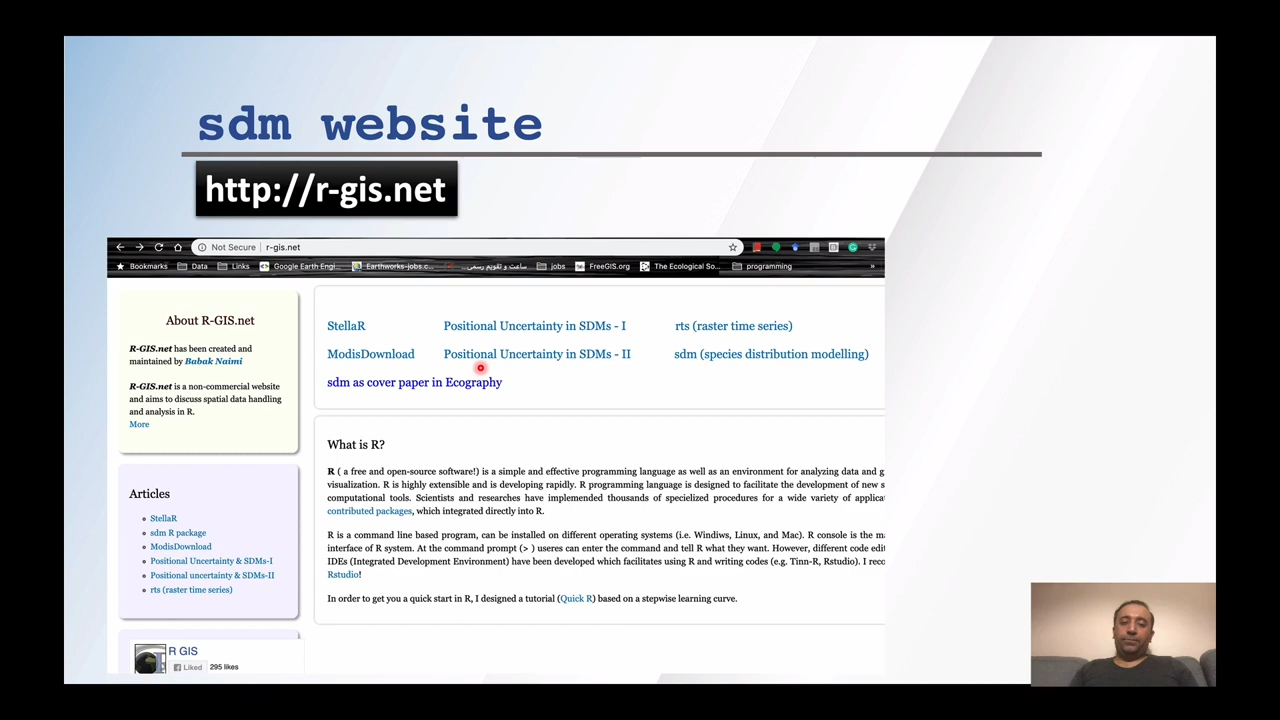 sdm website
http://r-gis.net
Not Secure | r-gis.net
Bookmarks Data Links Google Earth Engi... Earthworks-jobs.c... ساعت و تقویم رسمی ... jobs FreeGIS.org The Ecological So... programming »
About R-GIS.net
R-GIS.net has been created and
maintained by Babak Naimi
R-GIS.net is a non-commercial website
and aims to discuss spatial data handling
and analysis in R.
More
Articles
StellaR
sdm R package
ModisDownload
Positional Uncertainty & SDMs-I
Positional uncertainty & SDMs-II
rts (raster time series)
R GIS
Liked 295 likes
StellaR Positional Uncertainty in SDMs - I rts (raster time series)
ModisDownload Positional Uncertainty in SDMs - II sdm (species distribution modelling)
sdm as cover paper in Ecography
What is R?
R ( a free and open-source software!) is a simple and effective programming language as well as an environment for analyzing data and g
visualization. R is highly extensible and is developing rapidly. R programming language is designed to facilitate the development of new s
computational tools. Scientists and researches have implemented thousands of specielized procedures for a wide variety of applica
contributed packages, which integrated directly into R.
R is a command line based program, can be installed on different operating systems (i.e. Windiws, Linux, and Mac). R console is the ma
interface of R system. At the command prompt (> ) useres can enter the command and tell R what they want. However, different code edit
IDEs (Integrated Development Environment) have been developed which facilitates using R and writing codes (e.g. Tinn-R, Rstudio). I reco
Rstudio!
In order to get you a quick start in R, I designed a tutorial (Quick R) based on a stepwise learning curve.